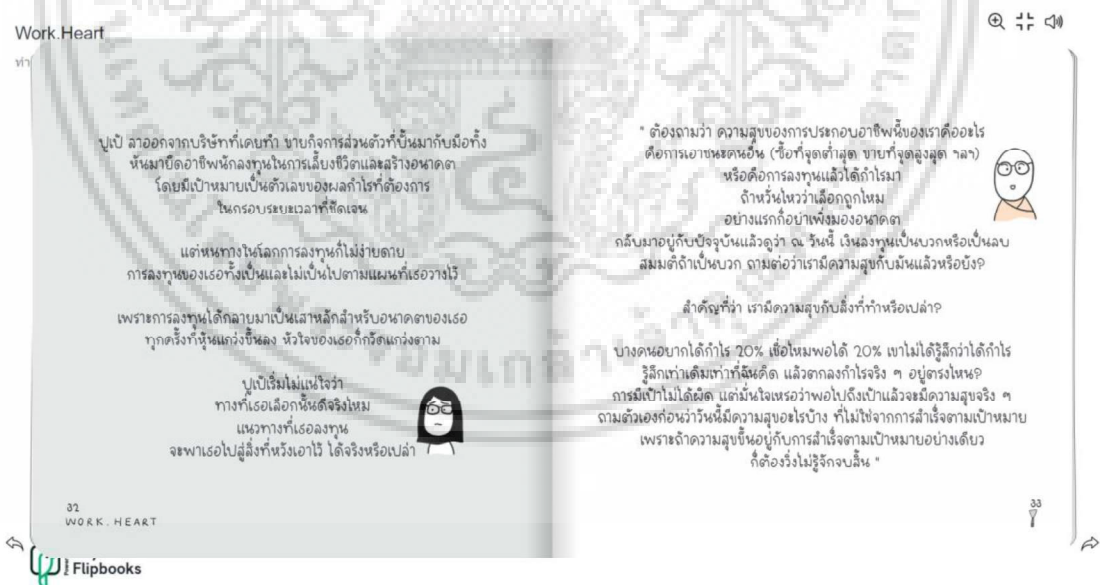 Work.Heart
ท่า
ปูเป้ ลาออกจากบริษัทที่เคยทำ ขายกิจการส่วนตัวที่ปั้นมากับมือทิ้ง
หันมายึดอาชีพนักลงทุนในการเลี้ยงชีวิตและสร้างอนาคต
โดยมีเป้าหมายเป็นตัวเลขของผลกำไรที่ต้องการ
ในกรอบระยะเวลาที่ชัดเจน
แต่หนทางในโลกการลงทุนก็ไม่ง่ายดาย
การลงทุนของเธอทั้งเป็นและไม่เป็นไปตามแผนที่เธอวางไว้
เพราะการลงทุนได้กลายมาเป็นเสาหลักสำหรับอนาคตของเธอ
ทุกครั้งที่หุ้นแกว่งขึ้นลง หัวใจของเธอก็กวัดแกว่งตาม
ปูเป้เริ่มไม่แน่ใจว่า
ทางที่เธอเลือกนั้นดีจริงไหม
แนวทางที่เธอลงทุน
จะพาเธอไปสู่สิ่งที่หวังเอาไว้ ได้จริงหรือเปล่า
32
WORK.HEART
" ต้องถามว่า ความสุขของการประกอบอาชีพนี้ของเราคืออะไร
คือการเอาชนะคนอื่น (ซื้อที่จุดต่ำสุด ขายที่จุดสูงสุด ฯลฯ)
หรือคือการลงทุนแล้วได้กำไรมา
ถ้าหวั่นไหวว่าเลือกถูกไหม
อย่างแรกก็อย่าเพิ่งมองอนาคต
กลับมาอยู่กับปัจจุบันแล้วดูว่า ณ วันนี้ เงินลงทุนเป็นบวกหรือเป็นลบ
สมมติถ้าเป็นบวก ถามต่อว่าเรามีความสุขกับมันแล้วหรือยัง?
สำคัญที่ว่า เรามีความสุขกับสิ่งที่ทำหรือเปล่า?
บางคนอยากได้กำไร 20% เชื่อไหมพอได้ 20% เขาไม่ได้รู้สึกว่าได้กำไร
รู้สึกเท่าเดิมเท่าที่ฉันคิด แล้วตกลงกำไรจริง ๆ อยู่ตรงไหน?
การมีเป้าไม่ได้ผิด แต่มั่นใจเหรอว่าพอไปถึงเป้าแล้วจะมีความสุขจริง ๆ
ถามตัวเองก่อนว่าวันนี้มีความสุขอะไรบ้าง ที่ไม่ใช่จากการสำเร็จตามเป้าหมาย
เพราะถ้าความสุขขึ้นอยู่กับการสำเร็จตามเป้าหมายอย่างเดียว
ก็ต้องวิ่งไม่รู้จักจบสิ้น "
33
Flipbooks